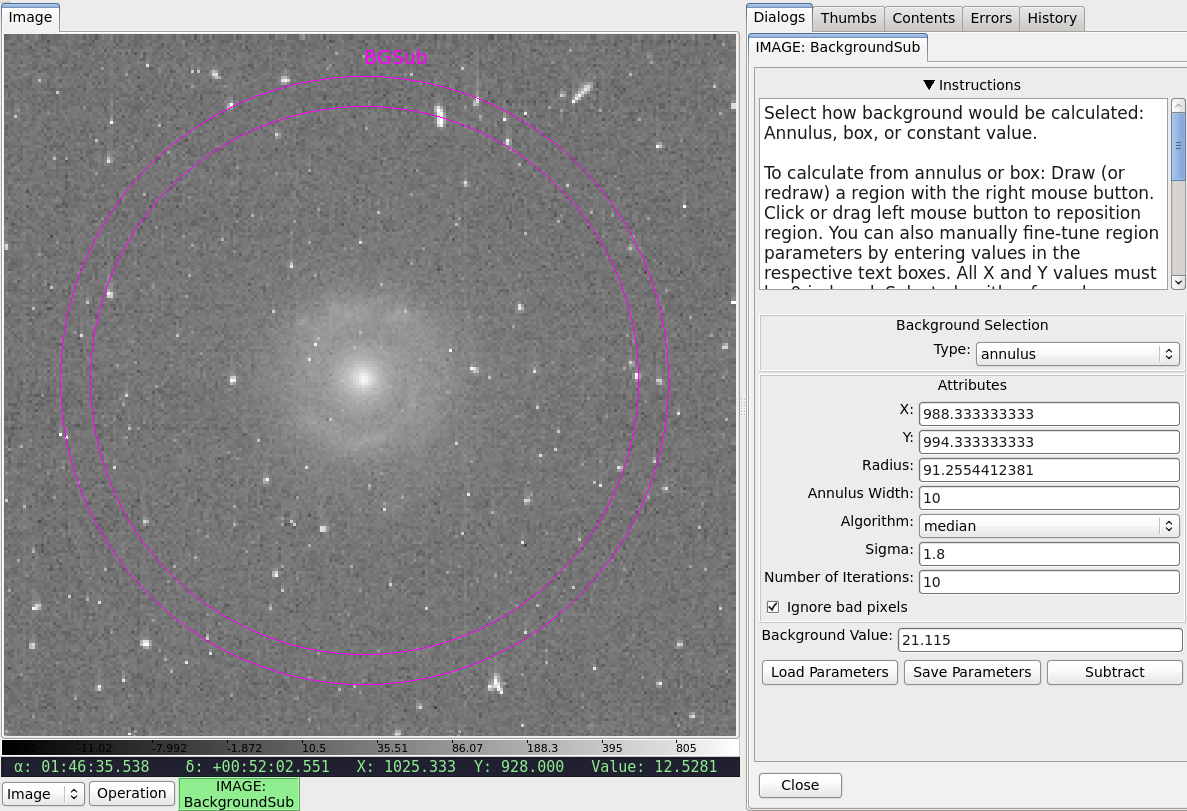 Image
BGSub
-11.02 -7.992 -1.872 10.5 35.51 86.07 188.3 395 805
α: 01:46:35.538 δ: +00:52:02.551 X: 1025.333 Y: 928.000 Value: 12.5281
Image
Operation
IMAGE:
BackgroundSub
Dialogs Thumbs Contents Errors History
IMAGE: BackgroundSub
Instructions
Select how background would be calculated:
Annulus, box, or constant value.
To calculate from annulus or box: Draw (or
redraw) a region with the right mouse button.
Click or drag left mouse button to reposition
region. You can also manually fine-tune region
parameters by entering values in the
respective text boxes. All X and Y values must
Background Selection
Type: annulus
Attributes
X: 988.333333333
Y: 994.333333333
Radius: 91.2554412381
Annulus Width: 10
Algorithm: median
Sigma: 1.8
Number of Iterations: 10
Ignore bad pixels
Background Value: 21.115
Load Parameters Save Parameters Subtract
Close